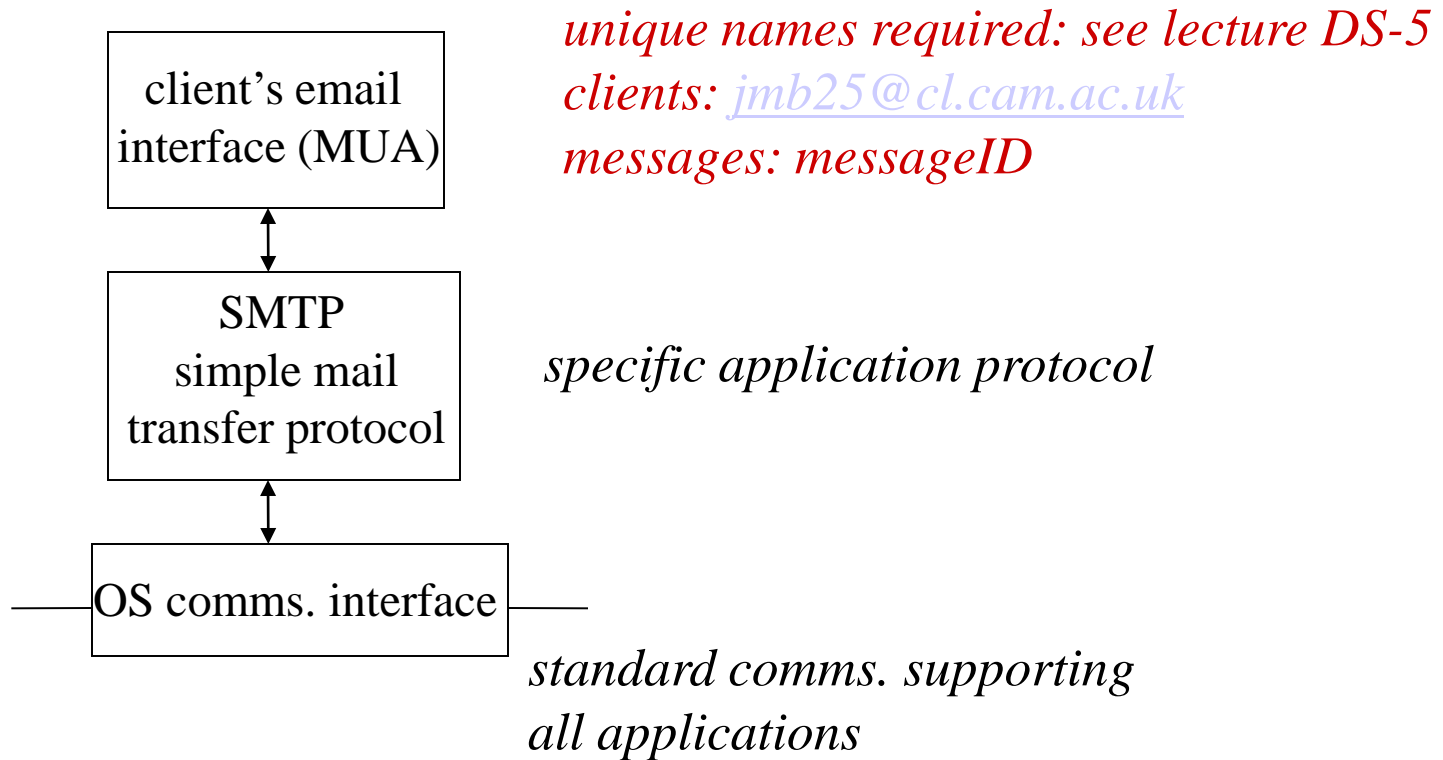 client's email
interface (MUA)
unique names required: see lecture DS-5
clients: jmb25@cl.cam.ac.uk
messages: messageID
SMTP
simple mail
transfer protocol
specific application protocol
OS comms. interface
standard comms. supporting
all applications